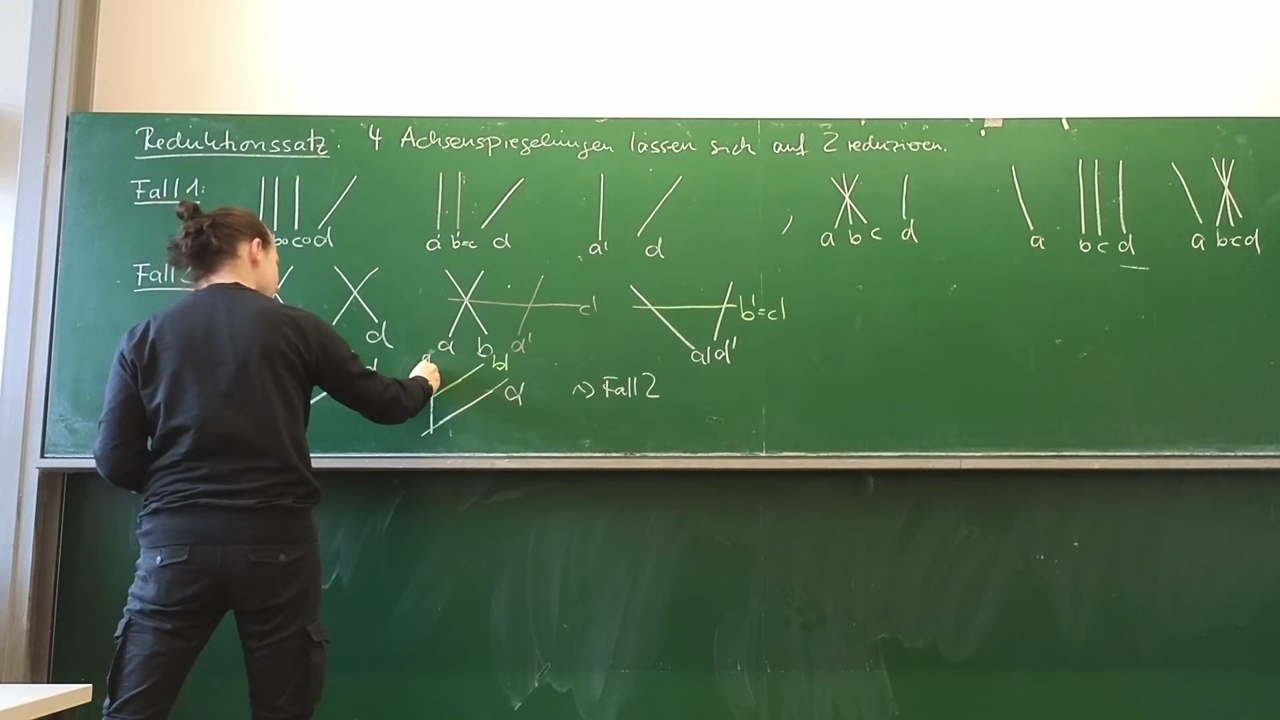 Reduktionssatz: 4 Achsenspiegelungen lassen sich auf 2 reduzieren.
Fall 1:
d a b=c d a' d , a b c d a b c d a b c d
Fall
d a b d' c' a' d' b'=c'
b' d' ⇝ Fall 2